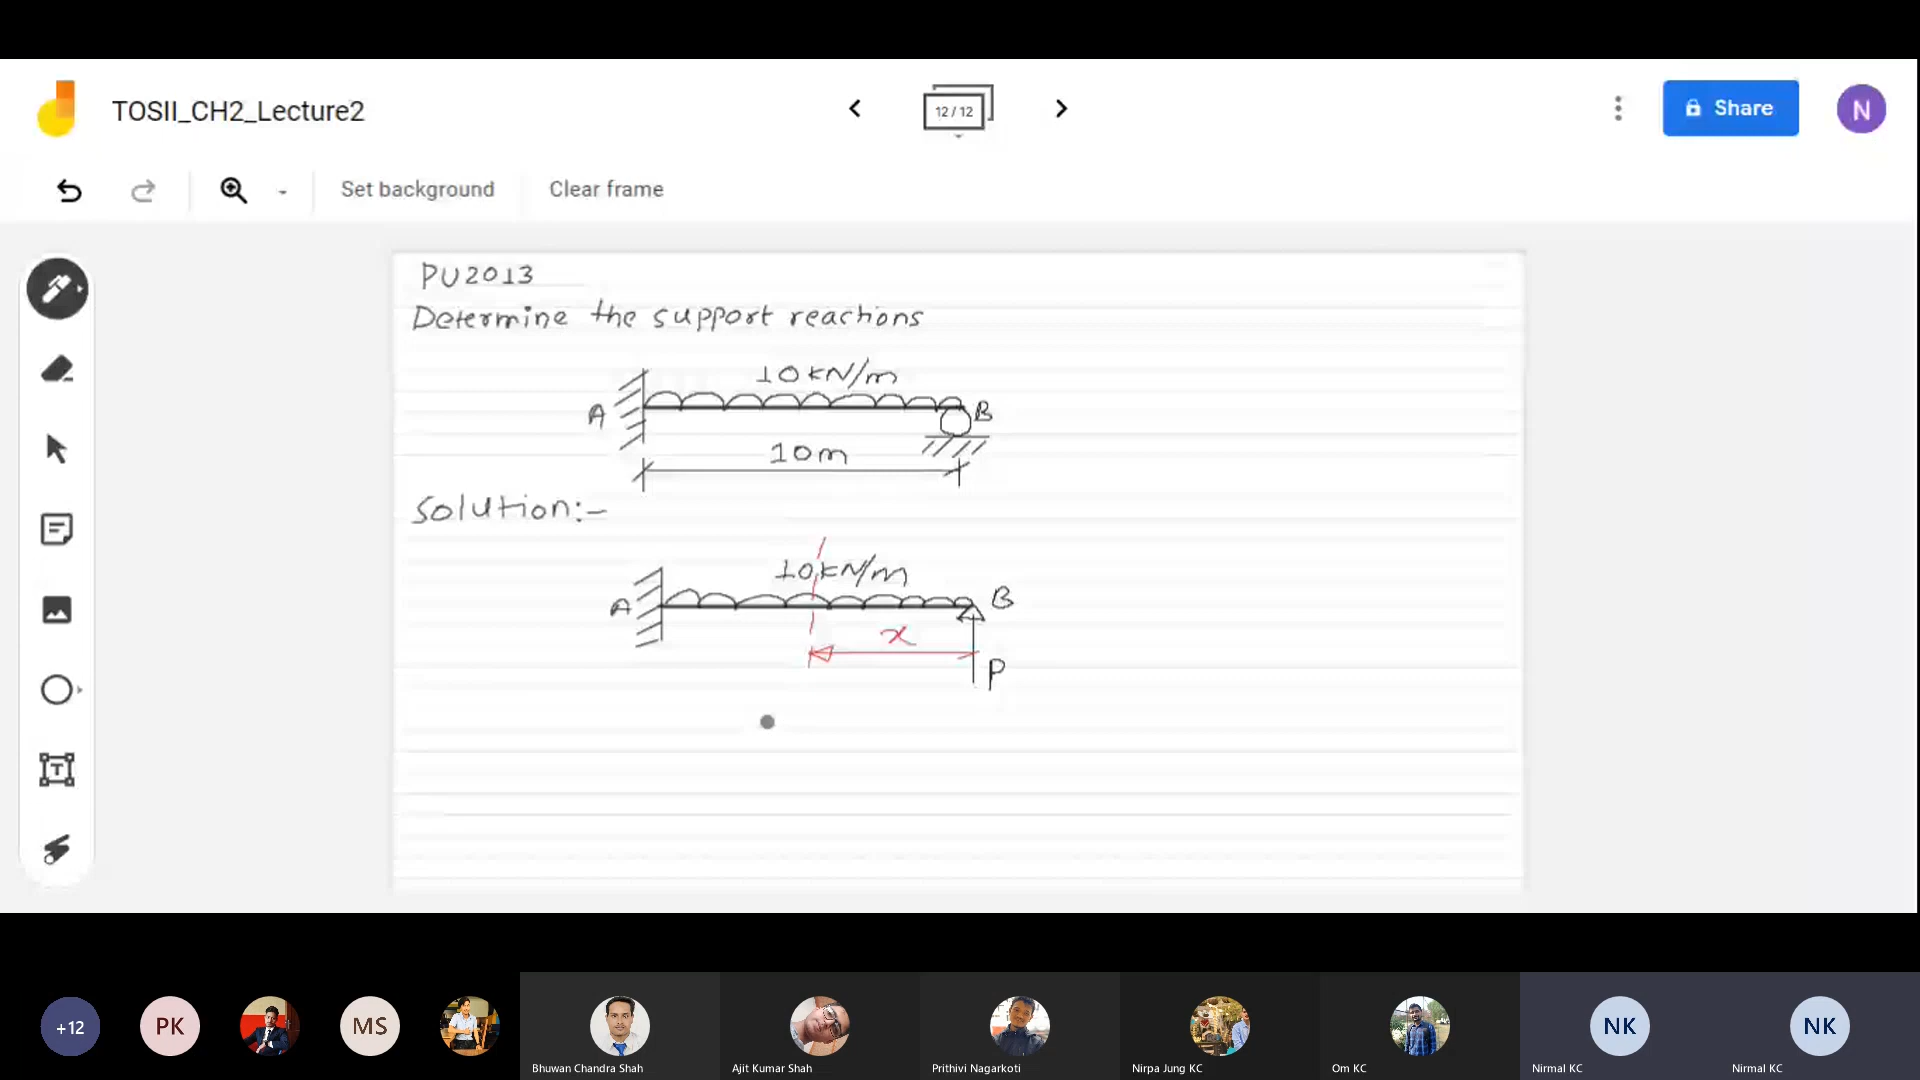 TOSII_CH2_Lecture2
12 / 12
Share
N
Set background
Clear frame
PU2013
Determine the support reactions
10kN/m
A
B
10m
Solution:-
10kN/m
A
B
x
P
+12
PK
MS
NK
NK
Bhuwan Chandra Shah
Ajit Kumar Shah
Prithivi Nagarkoti
Nirpa Jung KC
Om KC
Nirmal KC
Nirmal KC